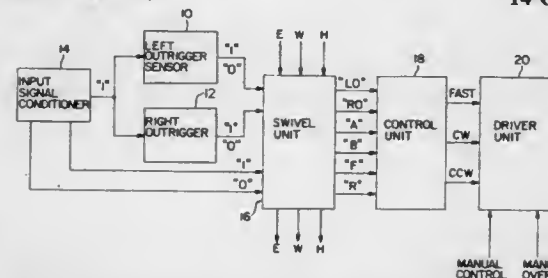 14
INPUT SIGNAL CONDITIONER
"1"
10
LEFT OUTRIGGER SENSOR
"1"
"0"
12
RIGHT OUTRIGGER
"1"
"0"
"1"
"0"
E W H
SWIVEL UNIT
16
E W H
"LO"
"RO"
"A"
"B"
"F"
"R"
18
CONTROL UNIT
FAST
CW
CCW
20
DRIVER UNIT
MANUAL CONTROL